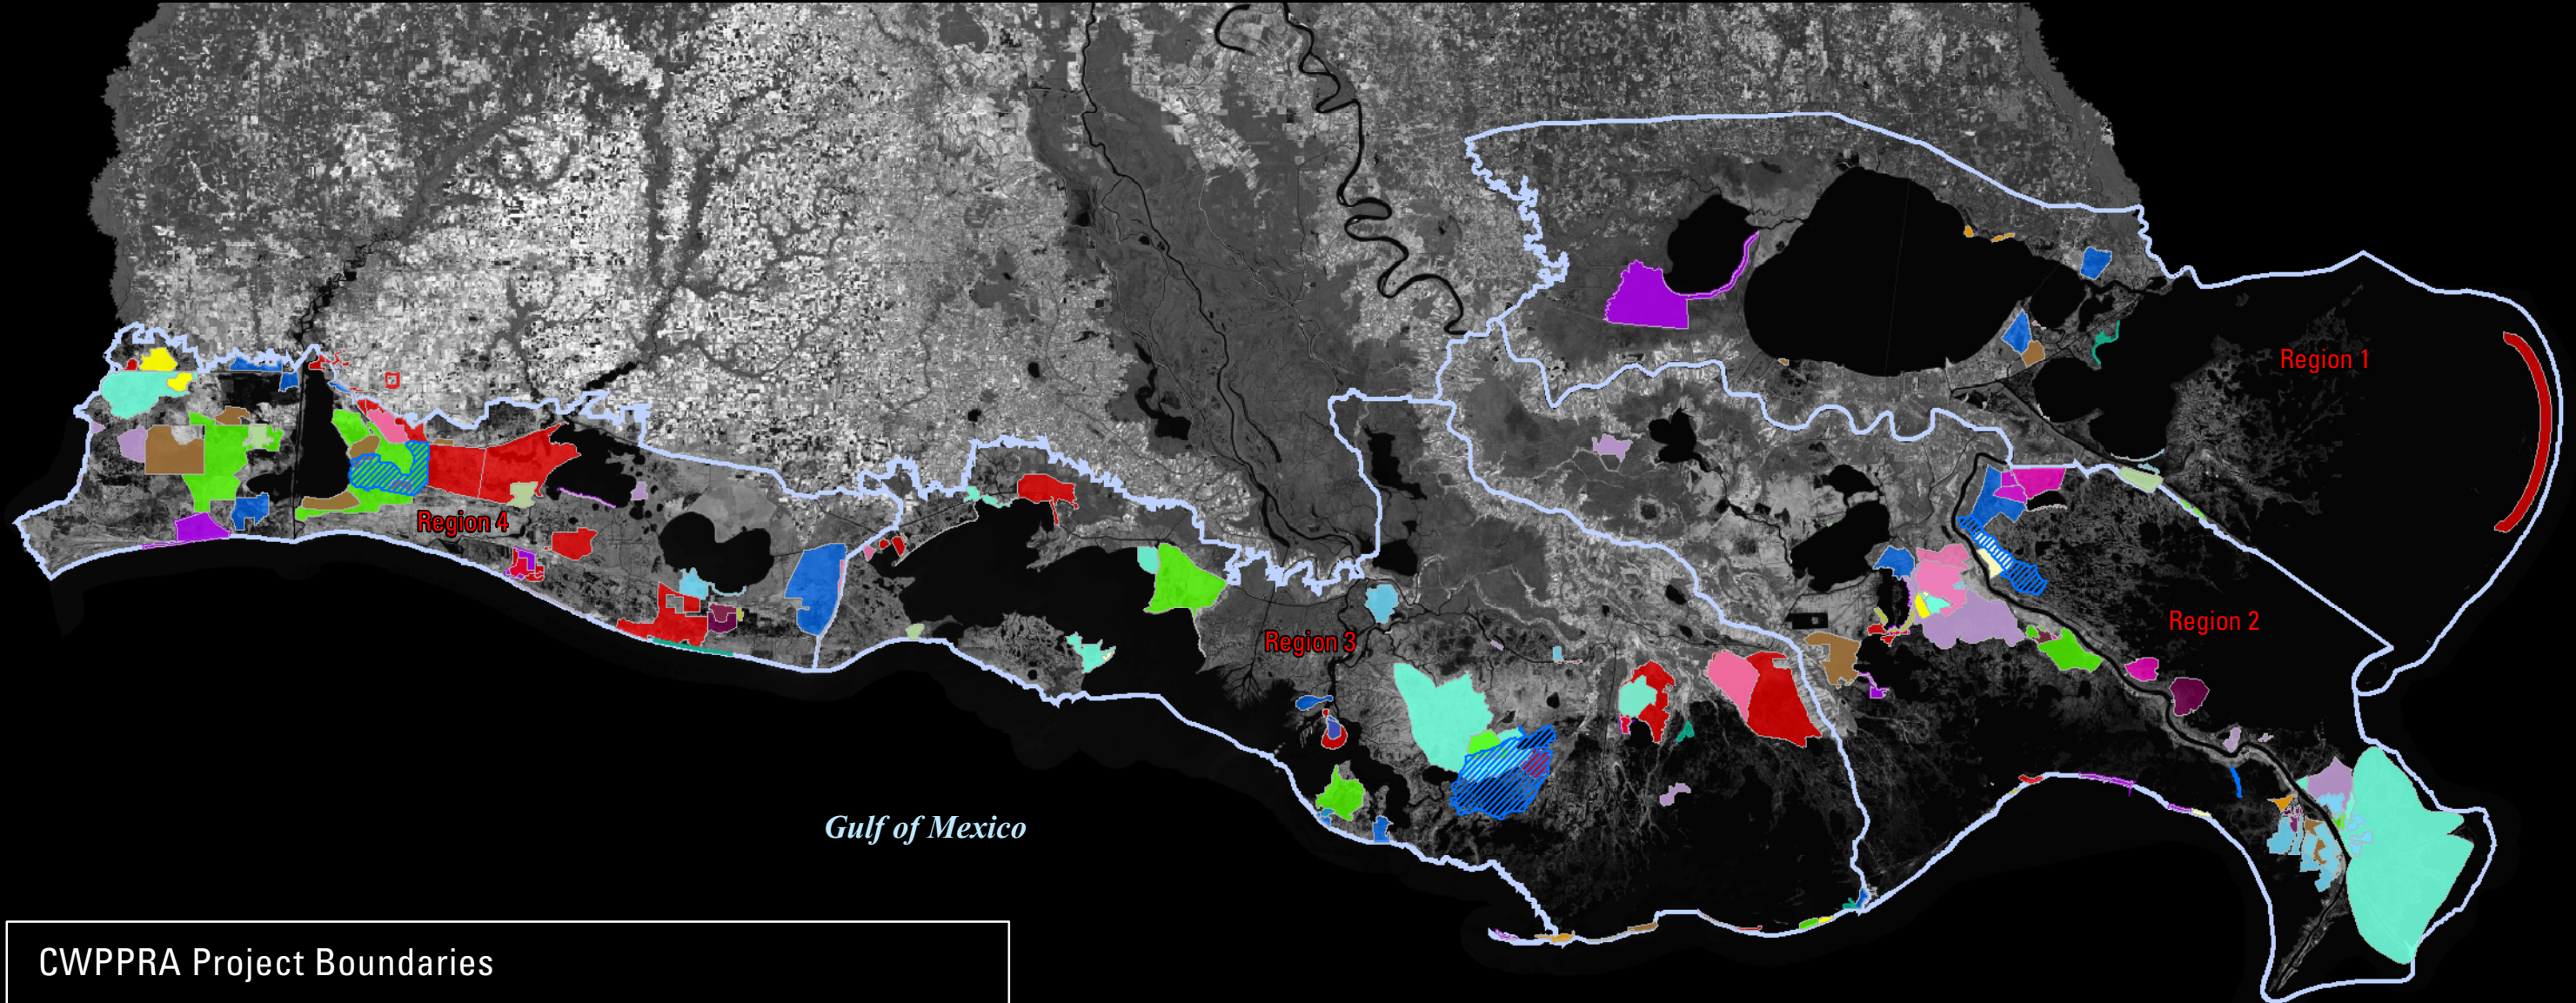 Region 1
Region 4
Region 2
Region 3
Gulf of Mexico
CWPPRA Project Boundaries